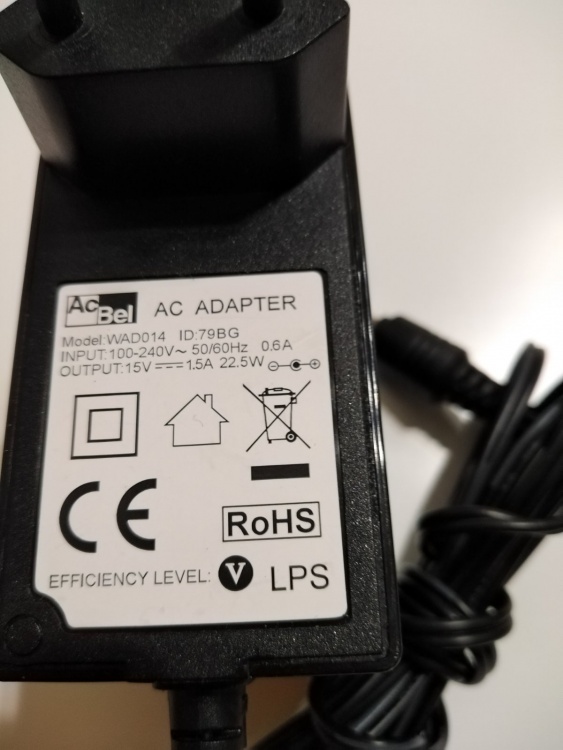 AcBel AC ADAPTER
Model:WAD014 ID:79BG
INPUT:100-240V~ 50/60Hz 0.6A
OUTPUT:15V⎓1.5A 22.5W
CE
RoHS
EFFICIENCY LEVEL: V LPS